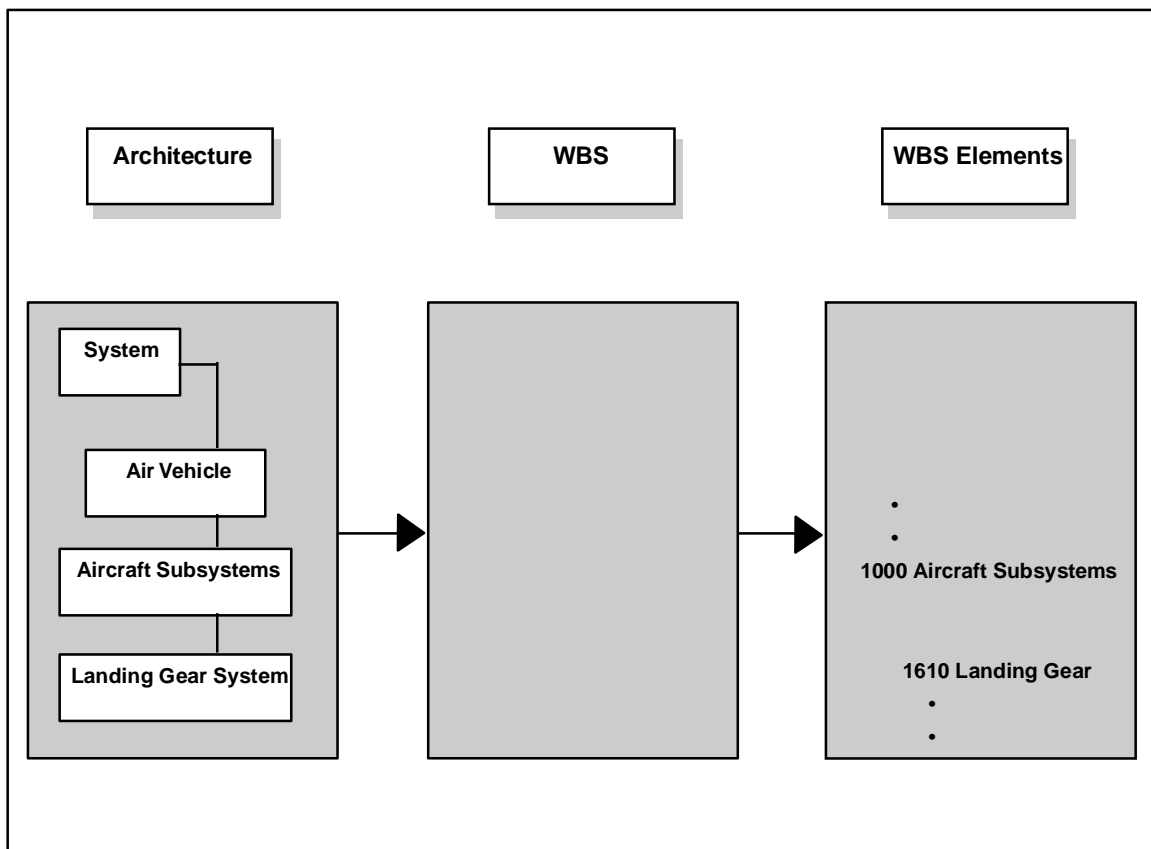 Architecture
WBS
WBS Elements
System
Air Vehicle
Aircraft Subsystems
Landing Gear System
•
•
1000 Aircraft Subsystems
1610 Landing Gear
•
•